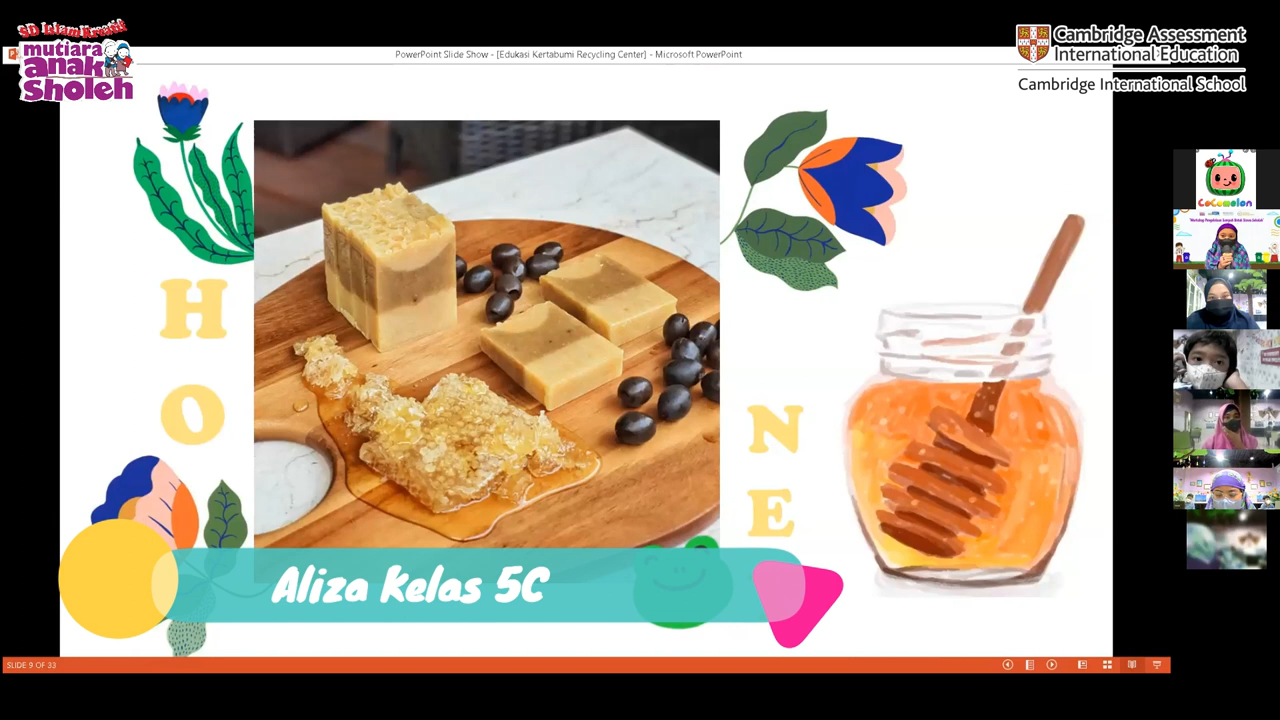 SD Islam Kreatif
mutiara
anak
sholeh
PowerPoint Slide Show - [Edukasi Kertabumi Recycling Center] - Microsoft PowerPoint
Cambridge Assessment
International Education
Cambridge International School
H
O
N
E
Aliza Kelas 5C
CoComelon
SLIDE 9 OF 33